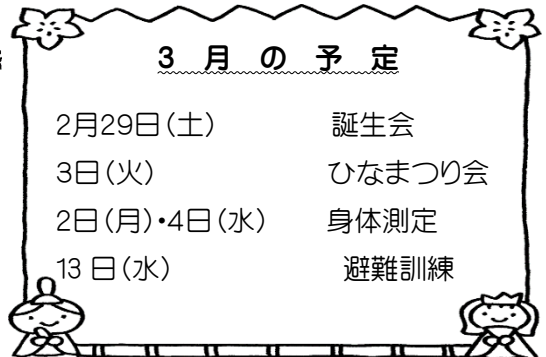 3月の予定
2月29日(土) 誕生会
3日(火) ひなまつり会
2日(月)・4日(水) 身体測定
13日(水) 避難訓練